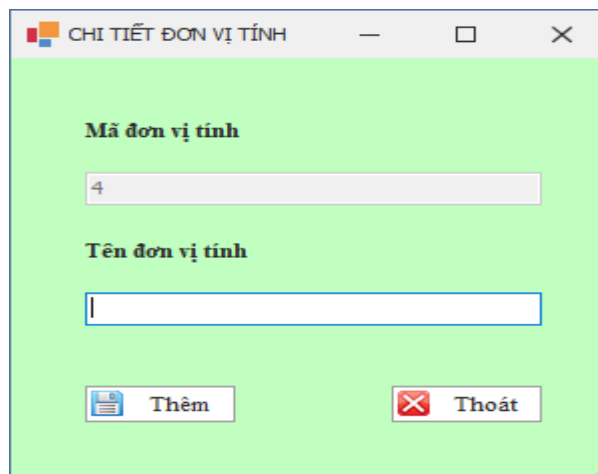 CHI TIẾT ĐƠN VỊ TÍNH
Mã đơn vị tính
4
Tên đơn vị tính
Thêm
Thoát